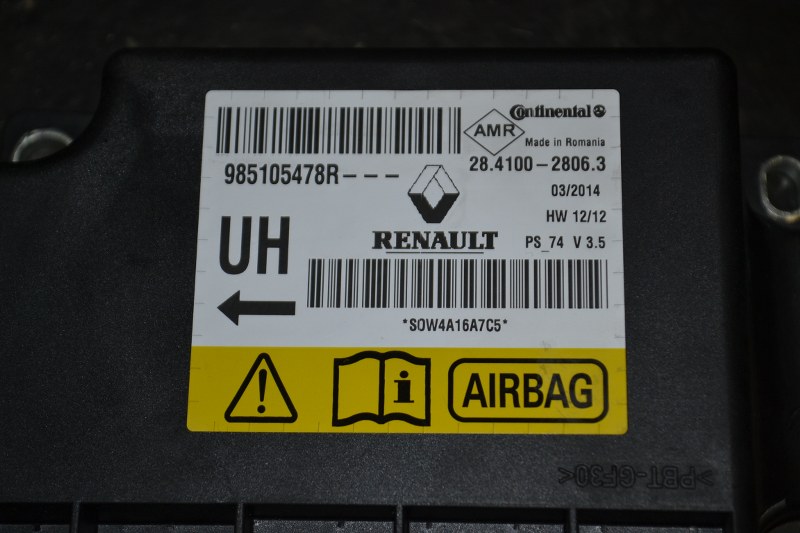 Continental
AMR
Made in Romania
985105478R---
28.4100-2806.3
03/2014
HW 12/12
UH
RENAULT
PS_74 V 3.5
*S0W4A16A7C5*
i
AIRBAG
>PBT-GF30<